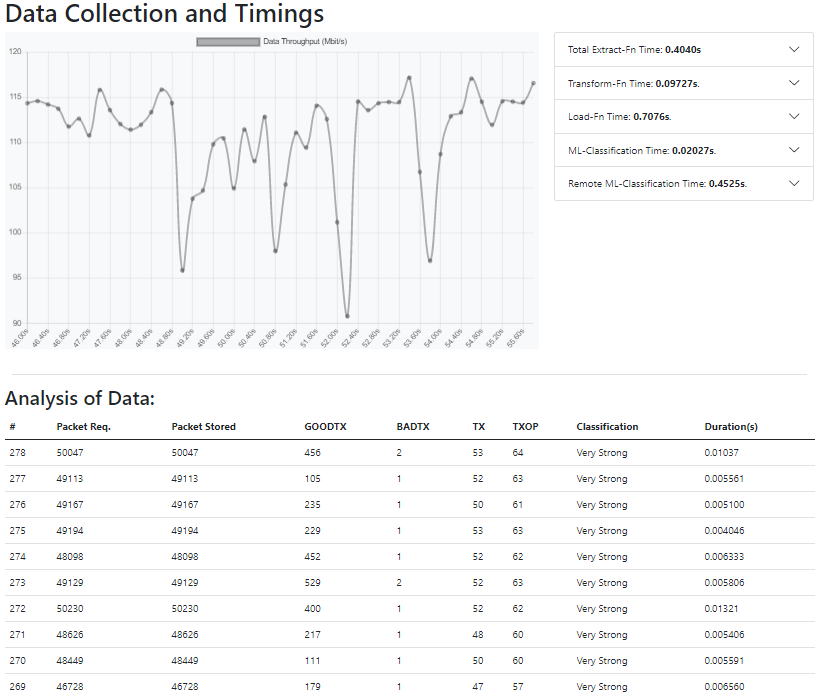 Data Collection and Timings
Data Throughput (Mbit/s)
120
115
110
105
100
95
90
46.00s 46.40s 46.80s 47.20s 47.60s 48.00s 48.40s 48.80s 49.20s 49.60s 50.00s 50.40s 50.80s 51.20s 51.60s 52.00s 52.40s 52.80s 53.20s 53.60s 54.00s 54.40s 54.80s 55.20s 55.60s
Total Extract-Fn Time: 0.4040s
Transform-Fn Time: 0.09727s.
Load-Fn Time: 0.7076s.
ML-Classification Time: 0.02027s.
Remote ML-Classification Time: 0.4525s.
Analysis of Data:
# Packet Req. Packet Stored GOODTX BADTX TX TXOP Classification Duration(s)
278 50047 50047 456 2 53 64 Very Strong 0.01037
277 49113 49113 105 1 52 63 Very Strong 0.005561
276 49167 49167 235 1 50 61 Very Strong 0.005100
275 49194 49194 229 1 53 63 Very Strong 0.004046
274 48098 48098 452 1 52 62 Very Strong 0.006333
273 49129 49129 529 2 52 63 Very Strong 0.005806
272 50230 50230 400 1 52 62 Very Strong 0.01321
271 48626 48626 217 1 48 60 Very Strong 0.005406
270 48449 48449 111 1 50 60 Very Strong 0.005591
269 46728 46728 179 1 47 57 Very Strong 0.006560